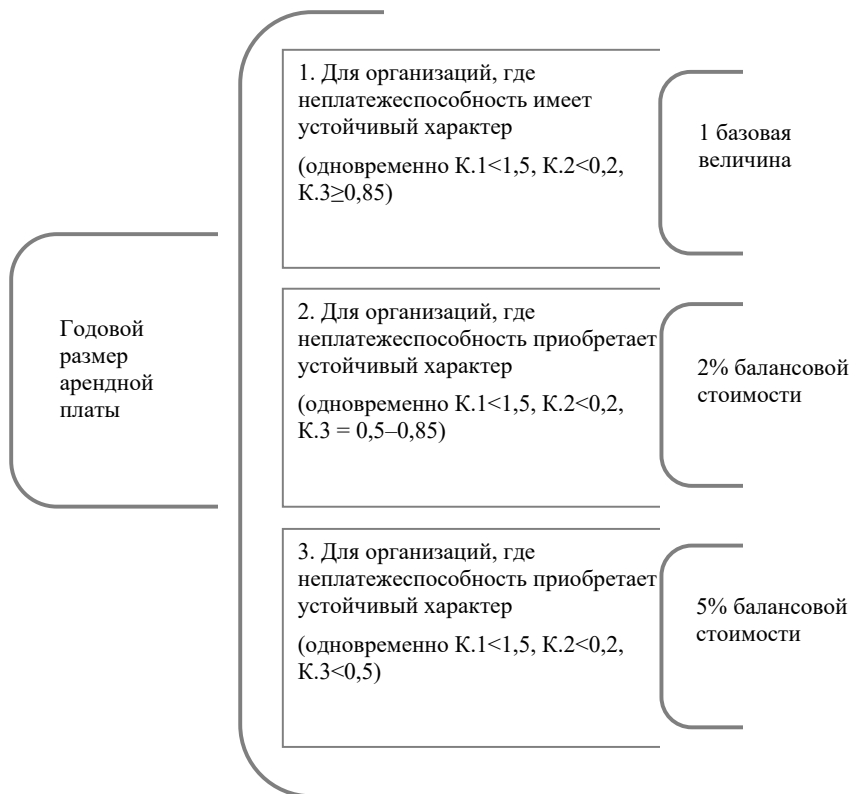 Годовой
размер
арендной
платы
1. Для организаций, где
неплатежеспособность имеет
устойчивый характер
(одновременно К.1<1,5, К.2<0,2,
К.3≥0,85)
1 базовая
величина
2. Для организаций, где
неплатежеспособность приобретает
устойчивый характер
(одновременно К.1<1,5, К.2<0,2,
К.3 = 0,5–0,85)
2% балансовой
стоимости
3. Для организаций, где
неплатежеспособность приобретает
устойчивый характер
(одновременно К.1<1,5, К.2<0,2,
К.3<0,5)
5% балансовой
стоимости